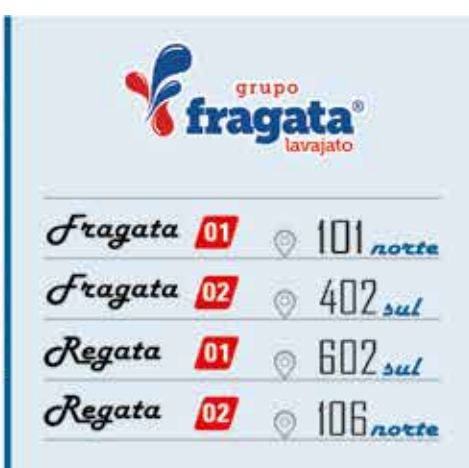 grupo
fragata®
lavajato
Fragata 01 101 norte
Fragata 02 402 sul
Regata 01 602 sul
Regata 02 106 norte